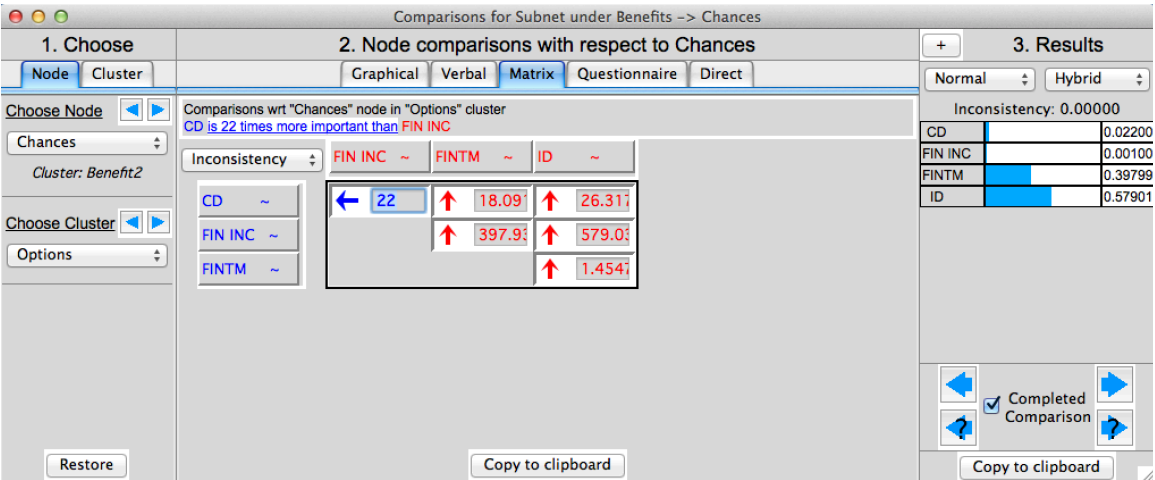 Comparisons for Subnet under Benefits -> Chances
1. Choose
2. Node comparisons with respect to Chances
+ 3. Results
Node Cluster
Graphical Verbal Matrix Questionnaire Direct
Normal Hybrid
Choose Node
Chances
Cluster: Benefit2
Choose Cluster
Options
Restore
Comparisons wrt "Chances" node in "Options" cluster
CD is 22 times more important than FIN INC
Inconsistency FIN INC ~ FINTM ~ ID ~
CD ~ 22 18.091 26.317
FIN INC ~ 397.93 579.03
FINTM ~ 1.4547
Copy to clipboard
Inconsistency: 0.00000
CD 0.02200
FIN INC 0.00100
FINTM 0.39799
ID 0.57901
Completed
Comparison
? ?
Copy to clipboard